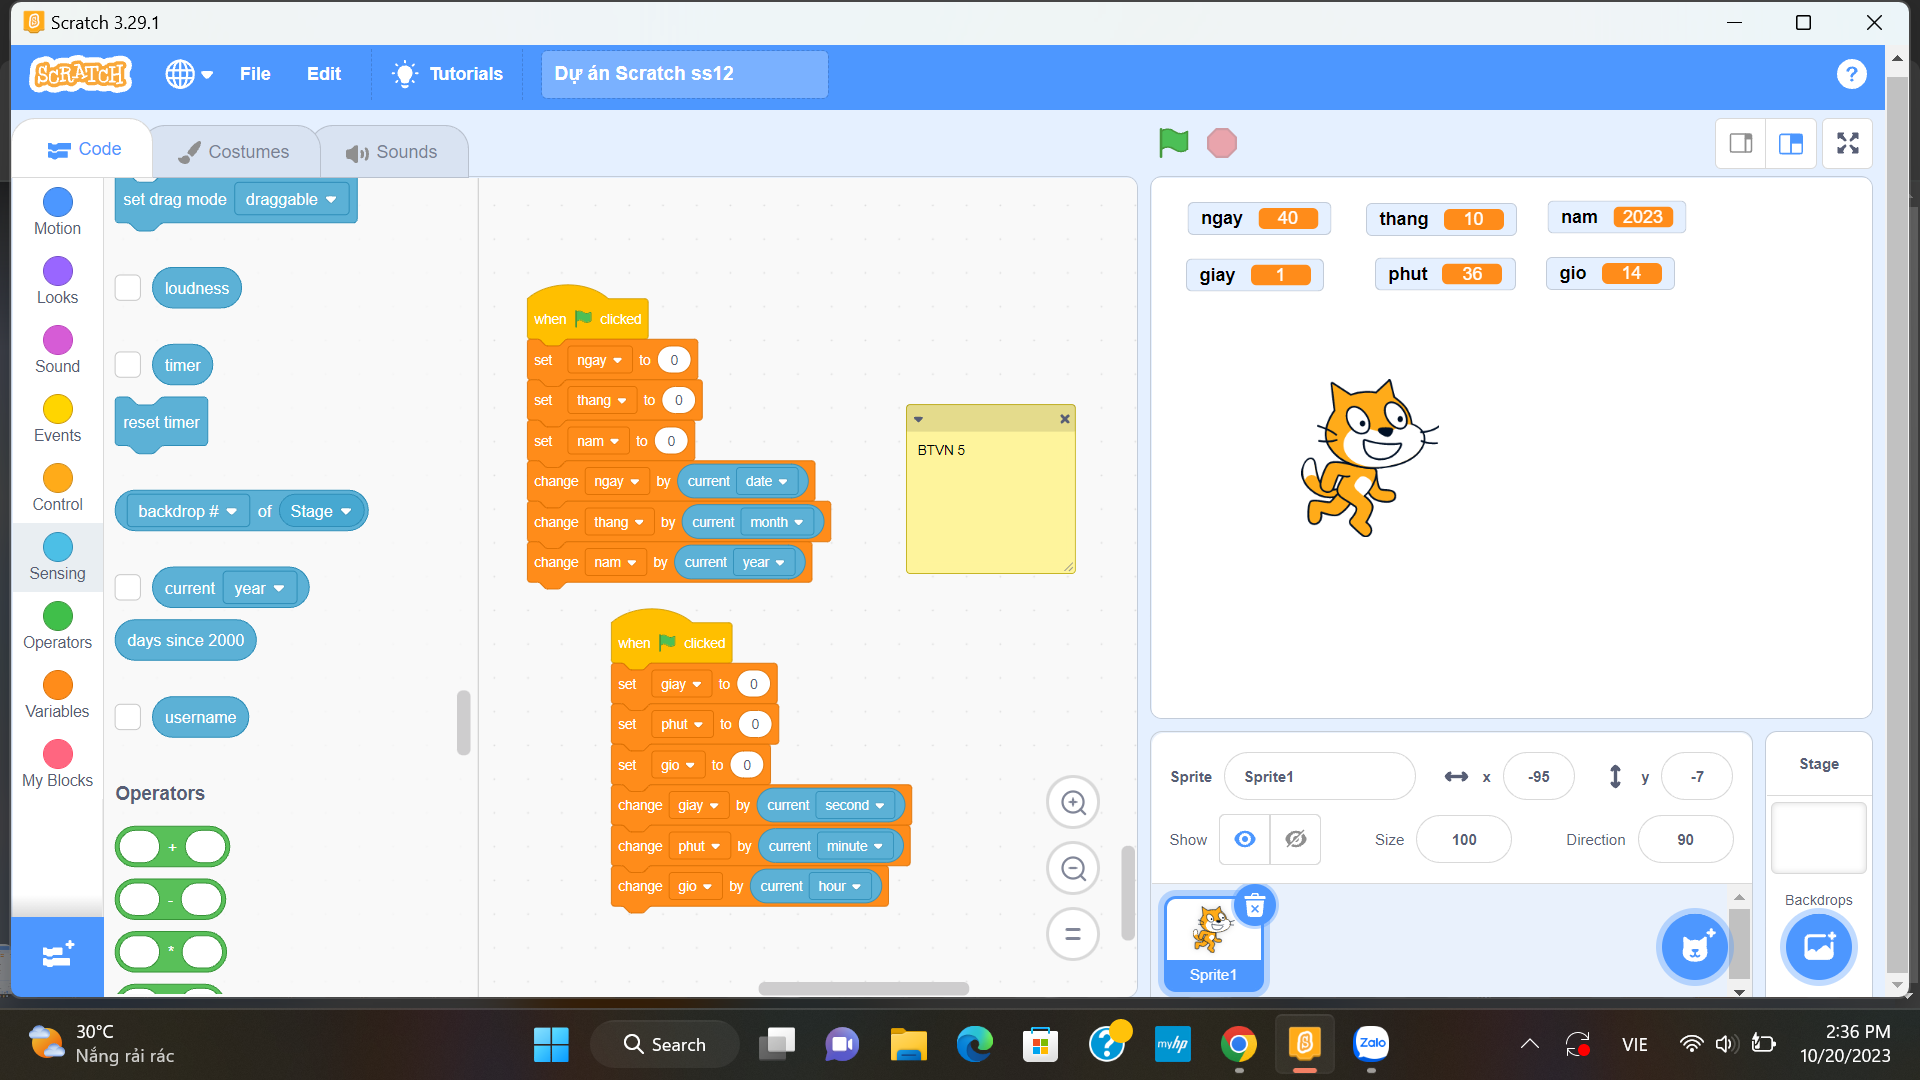 Scratch 3.29.1
SCRATCH File Edit Tutorials Dự án Scratch ss12 ?
Code Costumes Sounds
Motion
Looks
Sound
Events
Control
Sensing
Operators
Variables
My Blocks
set drag mode draggable
loudness
timer
reset timer
backdrop # of Stage
current year
days since 2000
username
Operators
+
-
*
when clicked
set ngay to 0
set thang to 0
set nam to 0
change ngay by current date
change thang by current month
change nam by current year
when clicked
set giay to 0
set phut to 0
set gio to 0
change giay by current second
change phut by current minute
change gio by current hour
BTVN 5
ngay 40 thang 10 nam 2023
giay 1 phut 36 gio 14
Sprite Sprite1 x -95 y -7
Show Size 100 Direction 90
Sprite1
Stage
Backdrops
30°C
Nắng rải rác
Search
myhp
Zalo
VIE
2:36 PM
10/20/2023